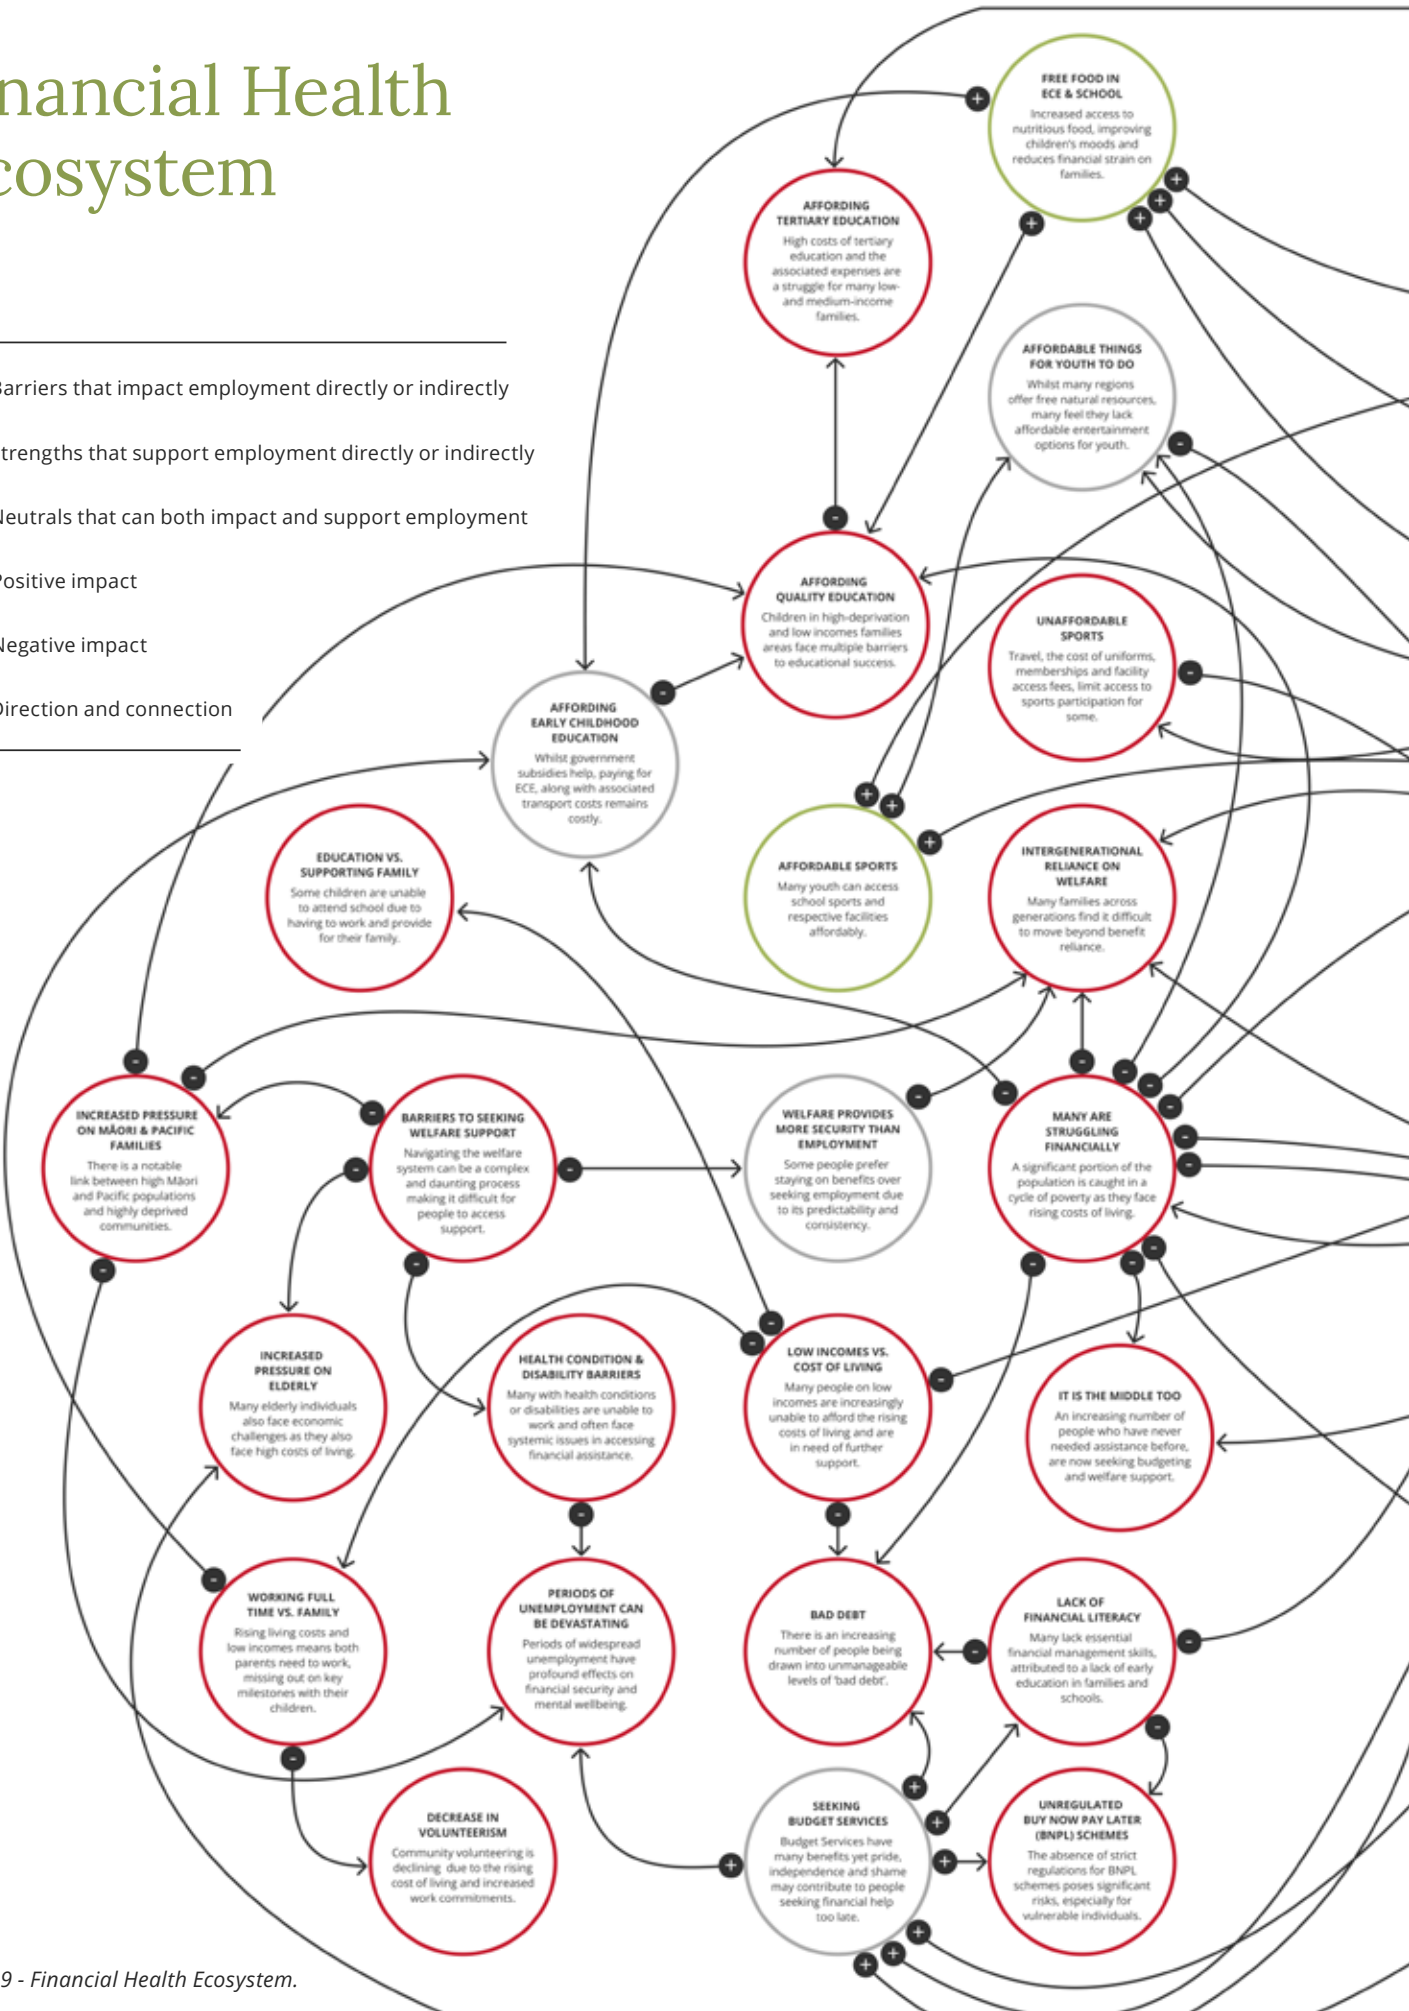 nancial Health
cosystem
Barriers that impact employment directly or indirectly
trengths that support employment directly or indirectly
Neutrals that can both impact and support employment
Positive impact
Negative impact
Direction and connection
FREE FOOD IN
ECE & SCHOOL
Increased access to
nutritious food, improving
children's moods and
reduces financial strain on
families.
AFFORDING
TERTIARY EDUCATION
High costs of tertiary
education and the
associated expenses are
a struggle for many low-
and medium-income
families.
AFFORDABLE THINGS
FOR YOUTH TO DO
Whilst many regions
offer free natural resources,
many feel they lack
affordable entertainment
options for youth.
AFFORDING
QUALITY EDUCATION
Children in high-deprivation
and low incomes families
areas face multiple barriers
to educational success.
UNAFFORDABLE
SPORTS
Travel, the cost of uniforms,
memberships and facility
access fees, limit access to
sports participation for
some.
AFFORDING
EARLY CHILDHOOD
EDUCATION
Whilst government
subsidies help, paying for
ECE, along with associated
transport costs remains
costly.
EDUCATION VS.
SUPPORTING FAMILY
Some children are unable
to attend school due to
having to work and provide
for their family.
AFFORDABLE SPORTS
Many youth can access
school sports and
respective facilities
affordably.
INTERGENERATIONAL
RELIANCE ON
WELFARE
Many families across
generations find it difficult
to move beyond benefit
reliance.
INCREASED PRESSURE
ON MĀORI & PACIFIC
FAMILIES
There is a notable
link between high Māori
and Pacific populations
and highly deprived
communities.
BARRIERS TO SEEKING
WELFARE SUPPORT
Navigating the welfare
system can be a complex
and daunting process
making it difficult for
people to access
support.
WELFARE PROVIDES
MORE SECURITY THAN
EMPLOYMENT
Some people prefer
staying on benefits over
seeking employment due
to its predictability and
consistency.
MANY ARE
STRUGGLING
FINANCIALLY
A significant portion of the
population is caught in a
cycle of poverty as they face
rising costs of living.
INCREASED
PRESSURE ON
ELDERLY
Many elderly individuals
also face economic
challenges as they also
face high costs of living.
HEALTH CONDITION &
DISABILITY BARRIERS
Many with health conditions
or disabilities are unable to
work and often face
systemic issues in accessing
financial assistance.
LOW INCOMES VS.
COST OF LIVING
Many people on low
incomes are increasingly
unable to afford the rising
costs of living and are
in need of further
support.
IT IS THE MIDDLE TOO
An increasing number of
people who have never
needed assistance before,
are now seeking budgeting
and welfare support.
WORKING FULL
TIME VS. FAMILY
Rising living costs and
low incomes means both
parents need to work,
missing out on key
milestones with their
children.
PERIODS OF
UNEMPLOYMENT CAN
BE DEVASTATING
Periods of widespread
unemployment have
profound effects on
financial security and
mental wellbeing.
BAD DEBT
There is an increasing
number of people being
drawn into unmanageable
levels of 'bad debt'.
LACK OF
FINANCIAL LITERACY
Many lack essential
financial management skills,
attributed to a lack of early
education in families and
schools.
DECREASE IN
VOLUNTEERISM
Community volunteering is
declining due to the rising
cost of living and increased
work commitments.
SEEKING
BUDGET SERVICES
Budget Services have
many benefits yet pride,
independence and shame
may contribute to people
seeking financial help
too late.
UNREGULATED
BUY NOW PAY LATER
(BNPL) SCHEMES
The absence of strict
regulations for BNPL
schemes poses significant
risks, especially for
vulnerable individuals.
9 - Financial Health Ecosystem.